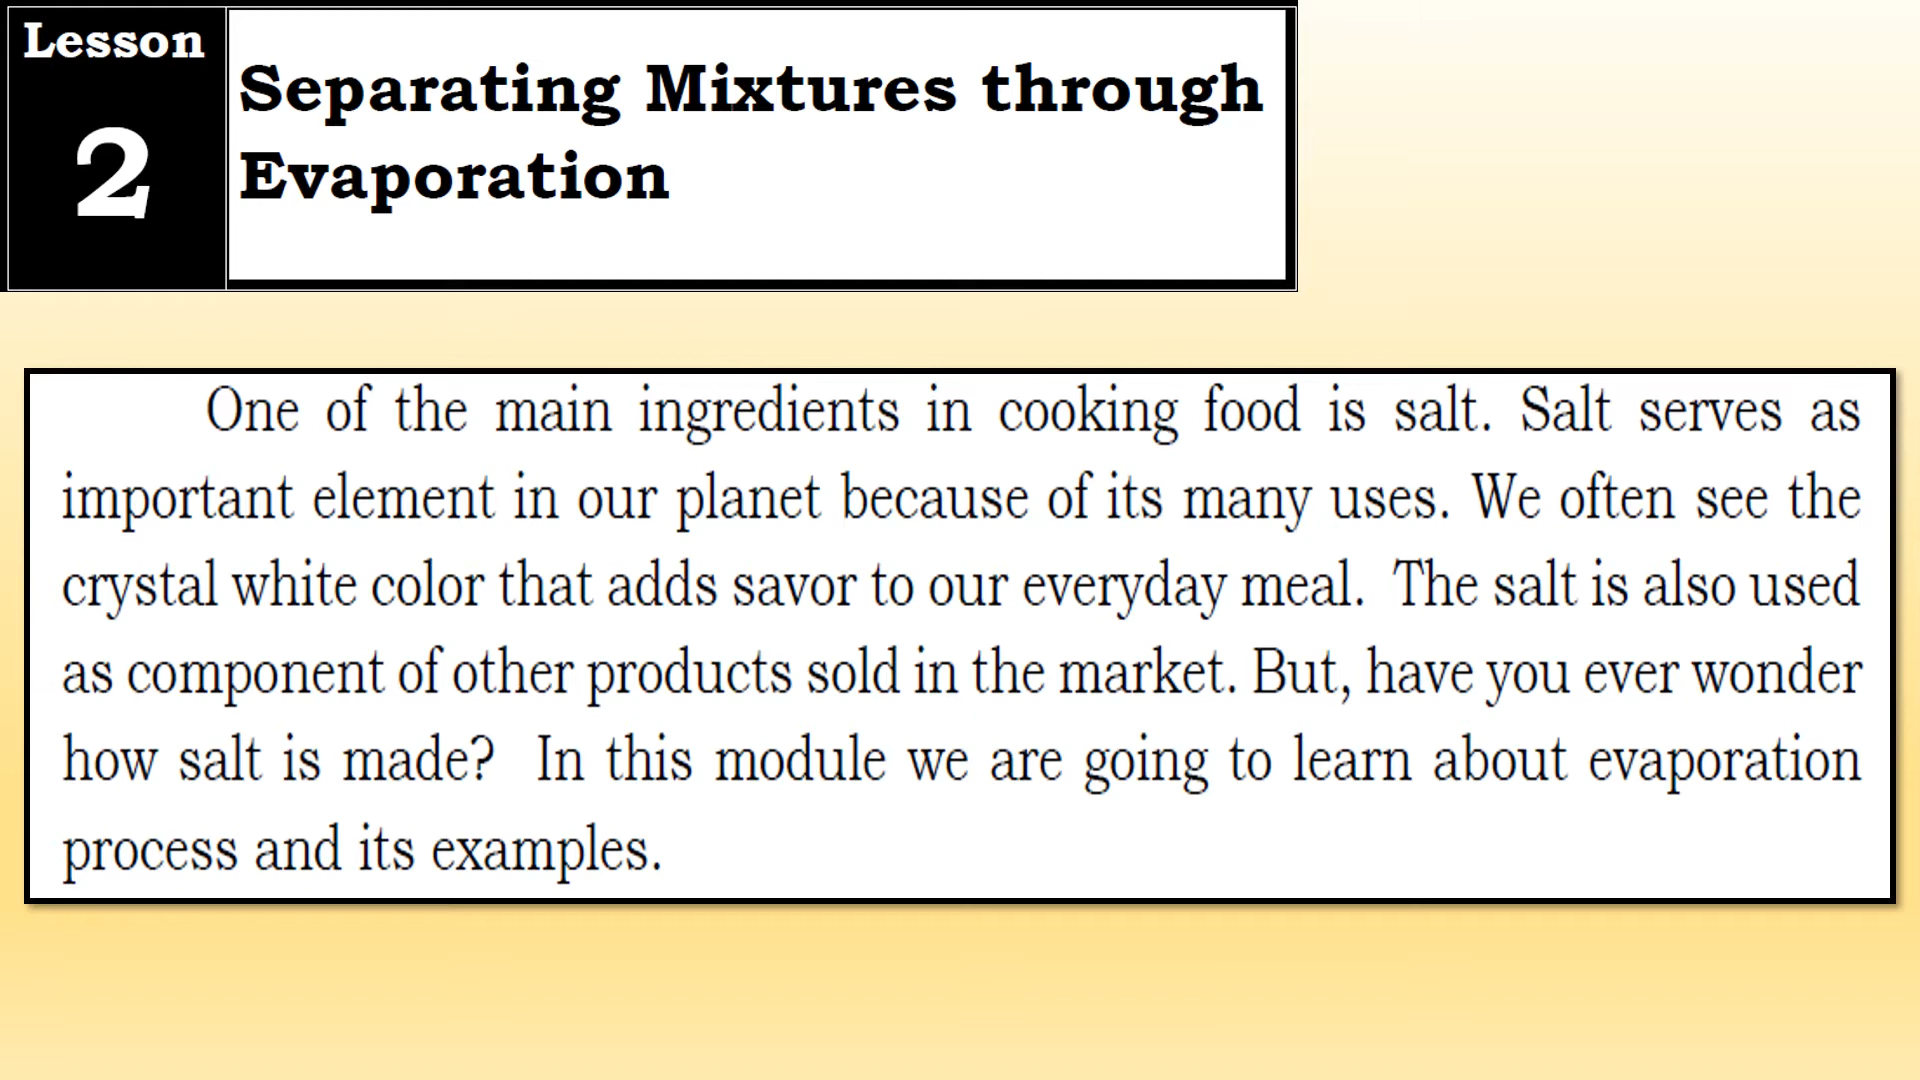 Lesson
2
Separating Mixtures through
Evaporation
One of the main ingredients in cooking food is salt. Salt serves as
important element in our planet because of its many uses. We often see the
crystal white color that adds savor to our everyday meal. The salt is also used
as component of other products sold in the market. But, have you ever wonder
how salt is made? In this module we are going to learn about evaporation
process and its examples.